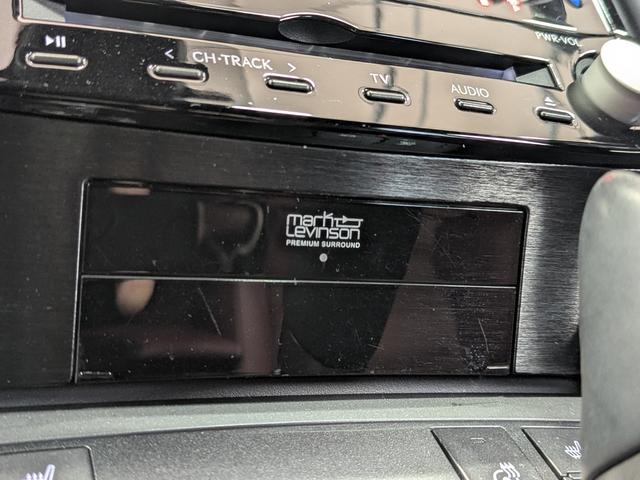 PWR·VOL
CH·TRACK
TV
AUDIO
mark
Levinson
PREMIUM SURROUND